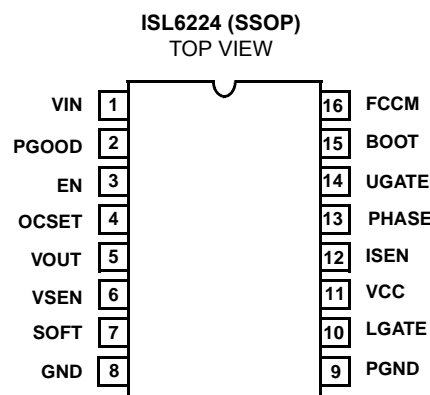 ISL6224 (SSOP)
TOP VIEW
VIN 1 16 FCCM
PGOOD 2 15 BOOT
EN 3 14 UGATE
OCSET 4 13 PHASE
VOUT 5 12 ISEN
VSEN 6 11 VCC
SOFT 7 10 LGATE
GND 8 9 PGND